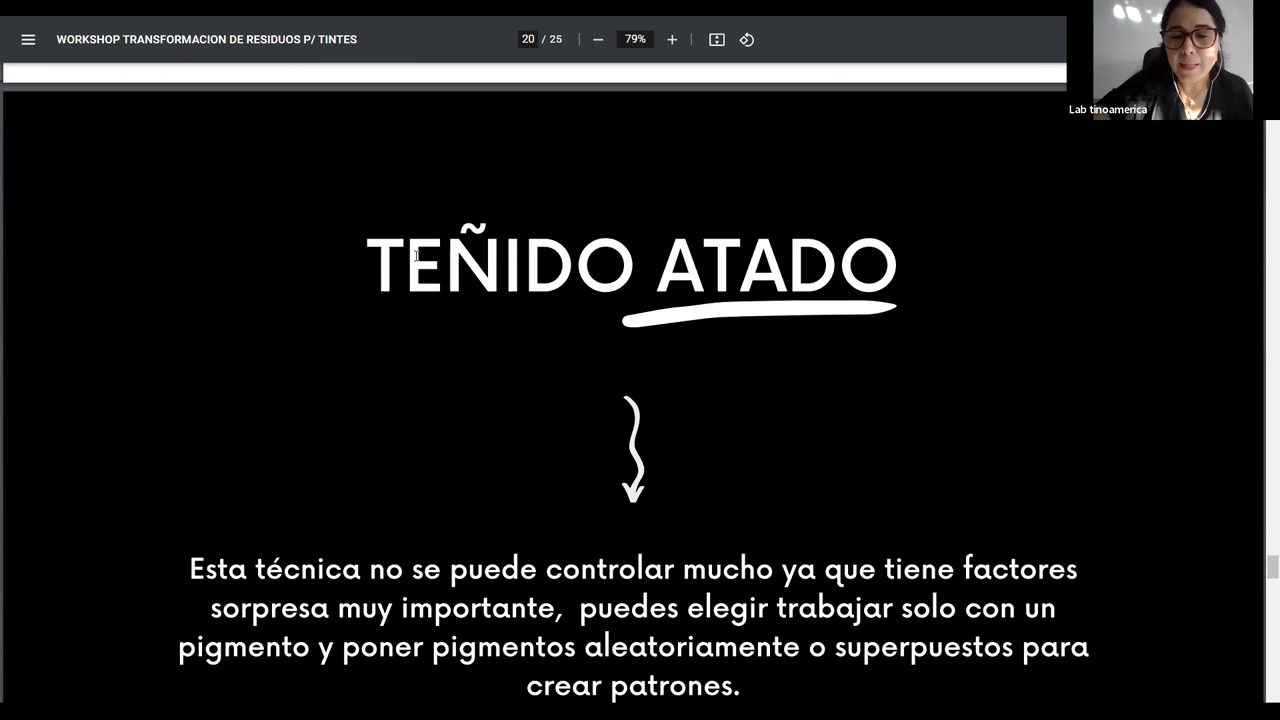 WORKSHOP TRANSFORMACION DE RESIDUOS P/ TINTES
20 / 25
79%
Lab tinoamerica
TEÑIDO ATADO
Esta técnica no se puede controlar mucho ya que tiene factores
sorpresa muy importante, puedes elegir trabajar solo con un
pigmento y poner pigmentos aleatoriamente o superpuestos para
crear patrones.